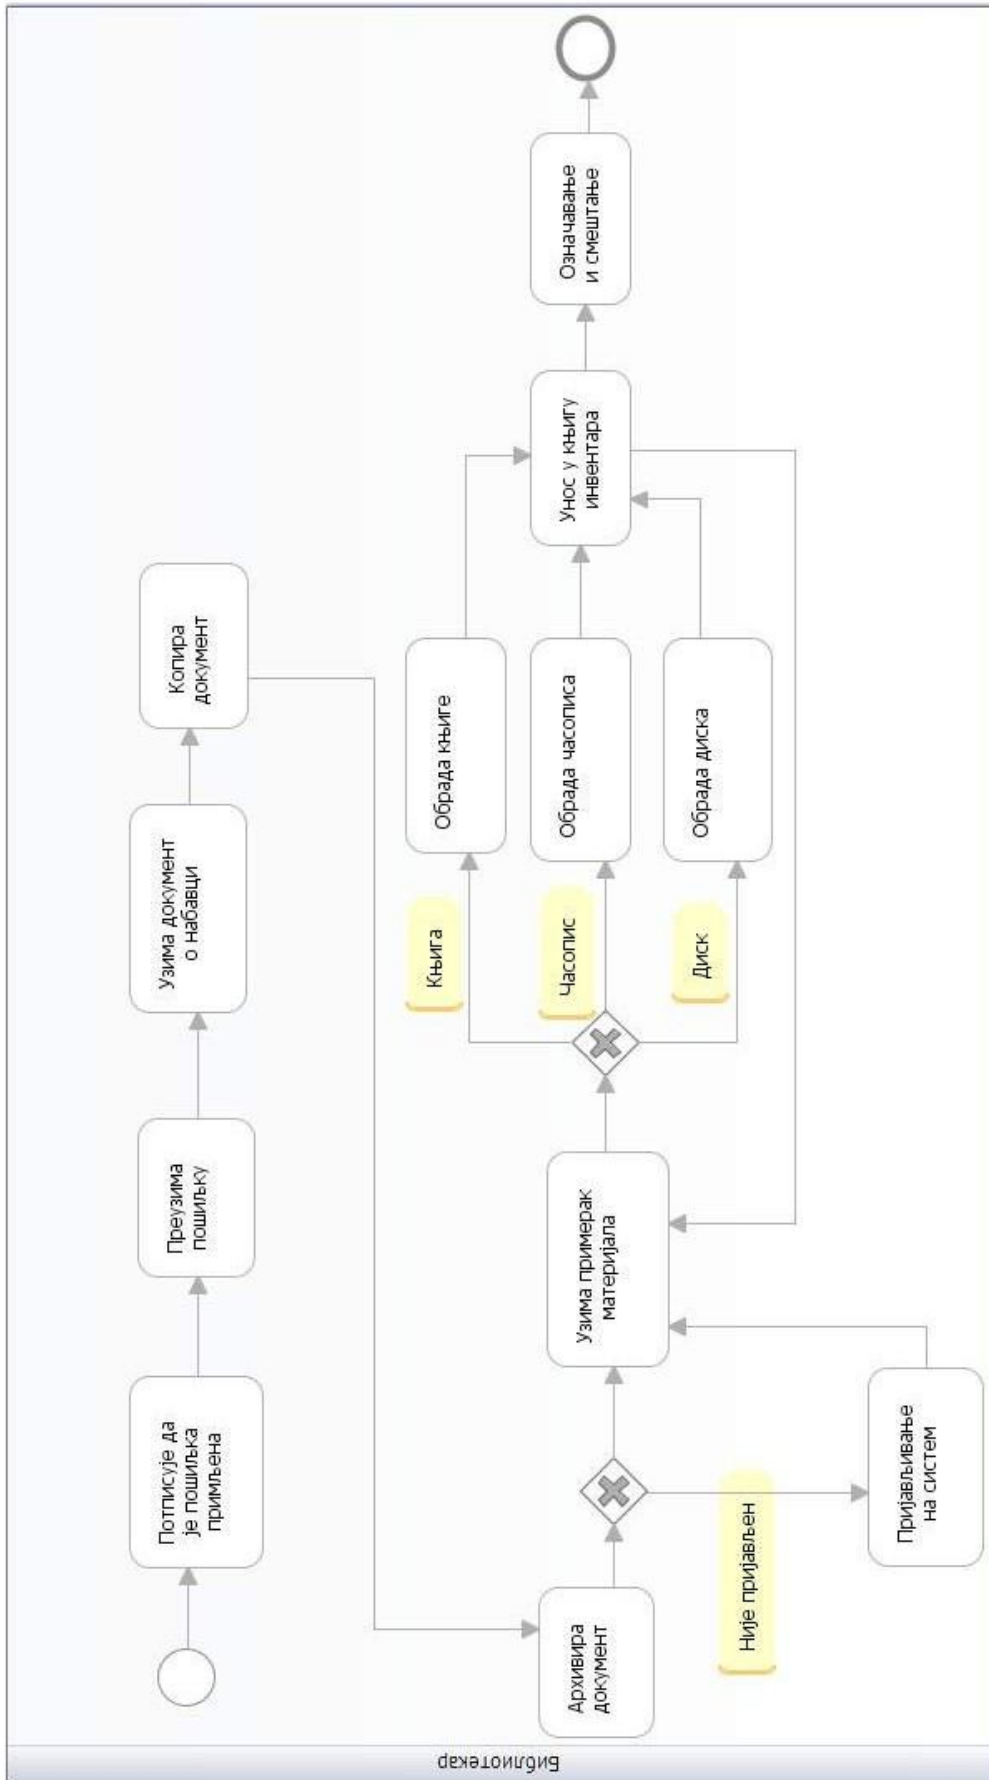 Библиотекар
Потписује да
је пошиљка
примљена
Преузима
пошиљку
Узима документ
о набавци
Копира
документ
Архивира
документ
Није пријављен
Пријављивање
на систем
Узима примерак
материјала
Књига
Часопис
Диск
Обрада књиге
Обрада часописа
Обрада диска
Унос у књигу
инвентара
Означавање
и смештање